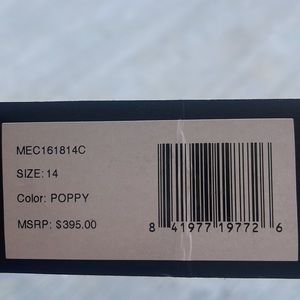 MEC161814C
SIZE: 14
Color: POPPY
MSRP: $395.00
8 41977 19772 6